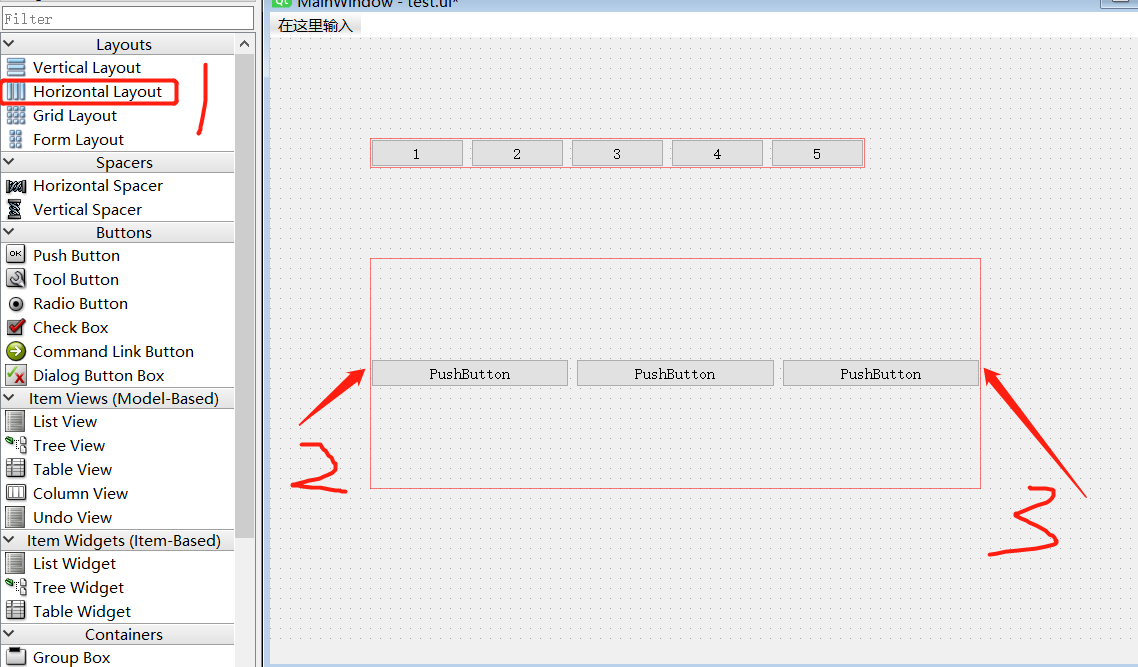 Filter
Layouts
Vertical Layout
Horizontal Layout
Grid Layout
Form Layout
Spacers
Horizontal Spacer
Vertical Spacer
Buttons
OK Push Button
Tool Button
Radio Button
Check Box
Command Link Button
Dialog Button Box
Item Views (Model-Based)
List View
Tree View
Table View
Column View
Undo View
Item Widgets (Item-Based)
List Widget
Tree Widget
Table Widget
Containers
Group Box
1
Qt MainWindow - test.ui*
在这里输入
1 2 3 4 5
PushButton PushButton PushButton
2
3